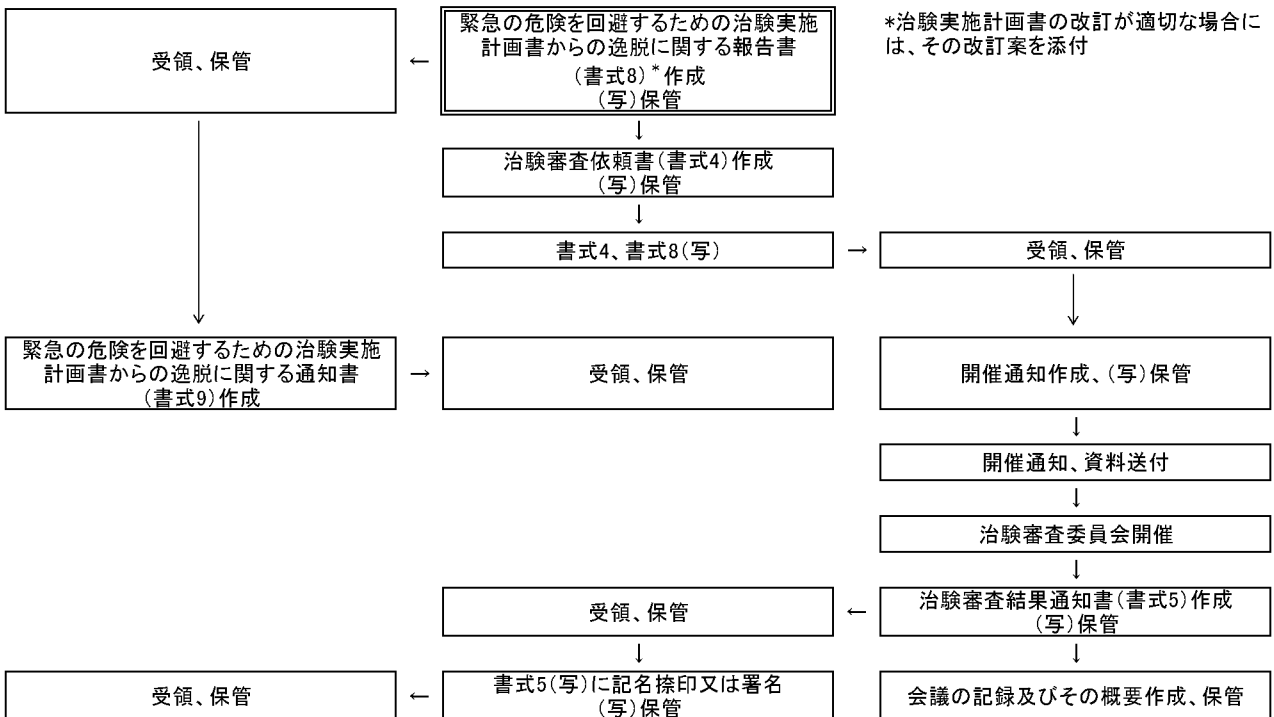 緊急の危険を回避するための治験実施
計画書からの逸脱に関する報告書
(書式8)*作成
(写)保管
*治験実施計画書の改訂が適切な場合に
は、その改訂案を添付
受領、保管
←
↓
治験審査依頼書(書式4)作成
(写)保管
↓
書式4、書式8(写)
→
受領、保管
緊急の危険を回避するための治験実施
計画書からの逸脱に関する通知書
(書式9)作成
→
受領、保管
開催通知作成、(写)保管
↓
開催通知、資料送付
↓
治験審査委員会開催
↓
治験審査結果通知書(書式5)作成
(写)保管
←
受領、保管
↓
↓
書式5(写)に記名捺印又は署名
(写)保管
←
受領、保管
会議の記録及びその概要作成、保管